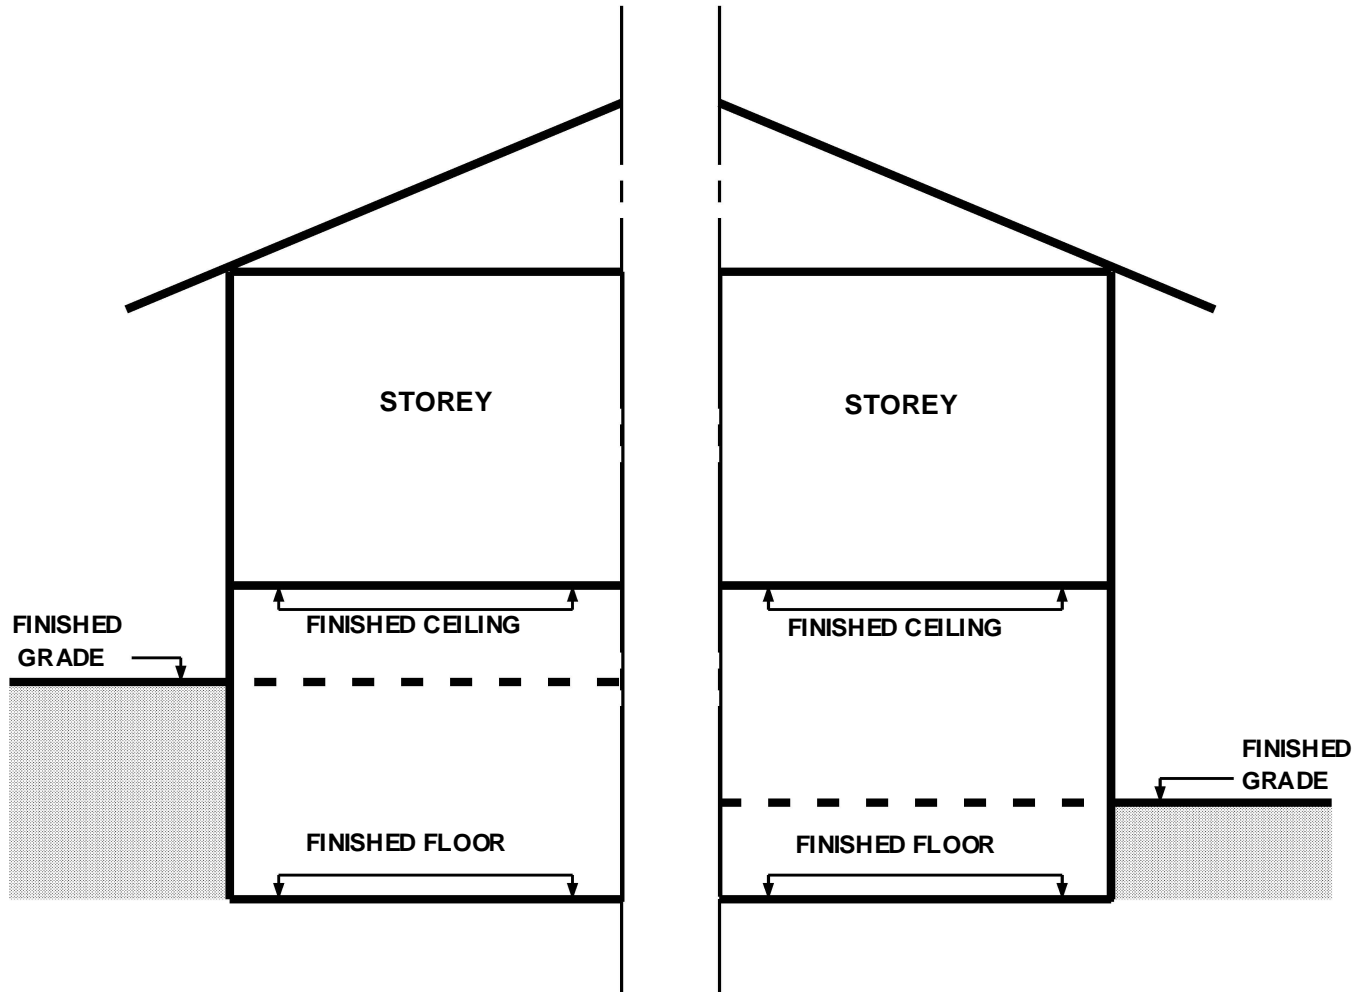 STOREY
STOREY
FINISHED CEILING
FINISHED CEILING
FINISHED
GRADE
FINISHED
GRADE
FINISHED FLOOR
FINISHED FLOOR